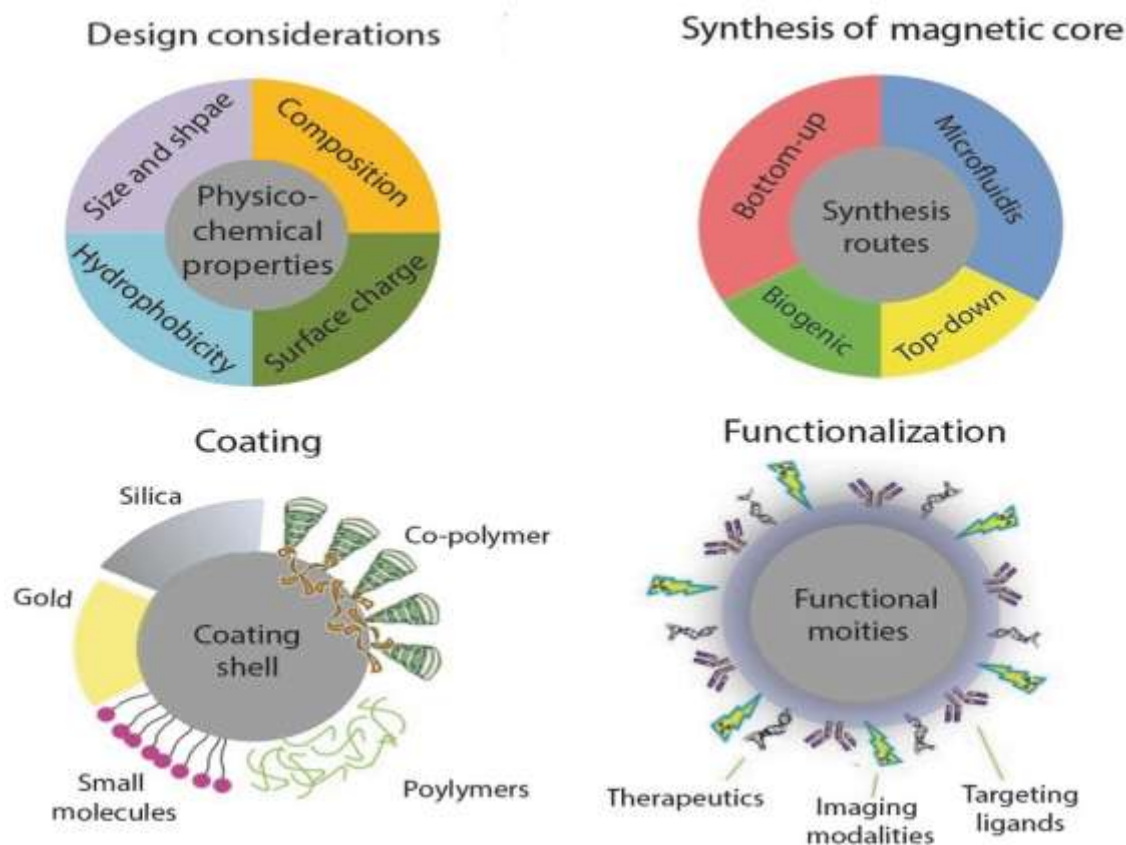 Design considerations
Size and shpae
Composition
Hydrophobicity
Surface charge
Physico-
chemical
properties
Synthesis of magnetic core
Bottom-up
Microfluidis
Biogenic
Top-down
Synthesis
routes
Coating
Silica
Co-polymer
Gold
Coating
shell
Small
molecules
Poylymers
Functionalization
Functional
moities
Therapeutics
Imaging
modalities
Targeting
ligands